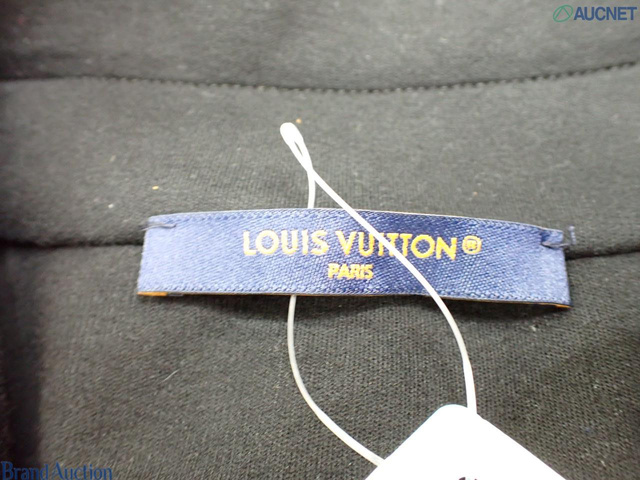 AUCNET
LOUIS VUITTON®
PARIS
Brand Auction